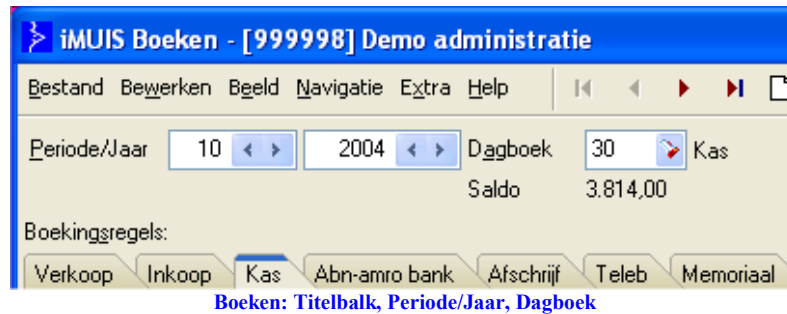 iMUIS Boeken - [999998] Demo administratie
Bestand Bewerken Beeld Navigatie Extra Help
Periode/Jaar 10 2004 Dagboek 30 Kas
Saldo 3.814,00
Boekingsregels:
Verkoop Inkoop Kas Abn-amro bank Afschrijf Teleb Memoriaal
Boeken: Titelbalk, Periode/Jaar, Dagboek